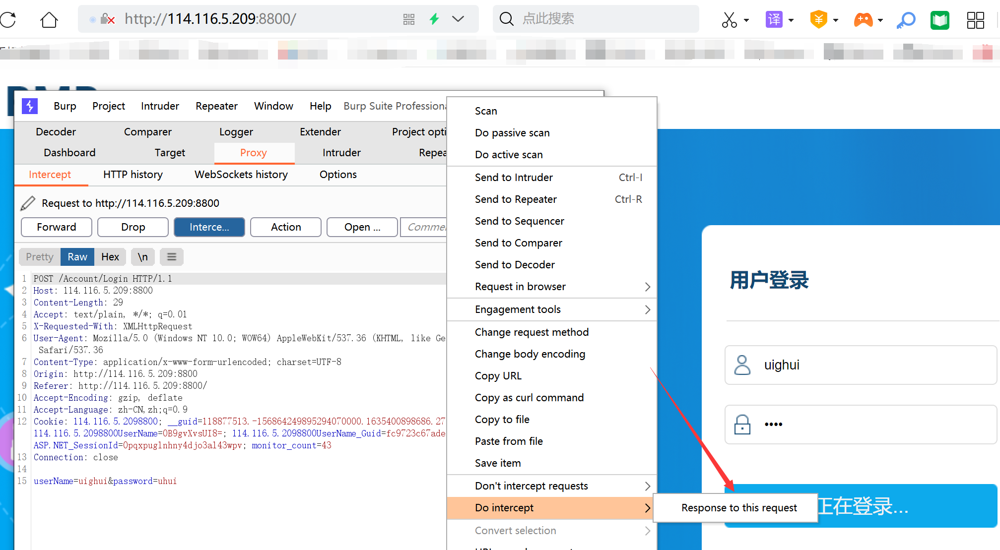 http://114.116.5.209:8800/
点此搜索
译
Burp Project Intruder Repeater Window Help Burp Suite Professiona
Decoder Comparer Logger Extender Project opti
Dashboard Target Proxy Intruder Repea
Intercept HTTP history WebSockets history Options
Request to http://114.116.5.209:8800
Forward Drop Interce... Action Open ... Comme
Pretty Raw Hex \n
1 POST /Account/Login HTTP/1.1
2 Host: 114.116.5.209:8800
3 Content-Length: 29
4 Accept: text/plain, */*; q=0.01
5 X-Requested-With: XMLHttpRequest
6 User-Agent: Mozilla/5.0 (Windows NT 10.0; WOW64) AppleWebKit/537.36 (KHTML, like Ge
Safari/537.36
7 Content-Type: application/x-www-form-urlencoded; charset=UTF-8
8 Origin: http://114.116.5.209:8800
9 Referer: http://114.116.5.209:8800/
10 Accept-Encoding: gzip, deflate
11 Accept-Language: zh-CN,zh;q=0.9
12 Cookie: 114.116.5.2098800; __guid=118877513.-156864249895294070000.1635400898686.27
114.116.5.2098800UserName=OB9gvXvsUI8=; 114.116.5.2098800UserName_Guid=fc9723c67ade
ASP.NET_SessionId=0pqxpuglnhny4djo3al43wpv; monitor_count=43
13 Connection: close
14
15 userName=uighui&password=uhui
Scan
Do passive scan
Do active scan
Send to Intruder Ctrl-I
Send to Repeater Ctrl-R
Send to Sequencer
Send to Comparer
Send to Decoder
Request in browser
Engagement tools
Change request method
Change body encoding
Copy URL
Copy as curl command
Copy to file
Paste from file
Save item
Don't intercept requests
Do intercept
Response to this request
Convert selection
用户登录
uighui
••••
正在登录...